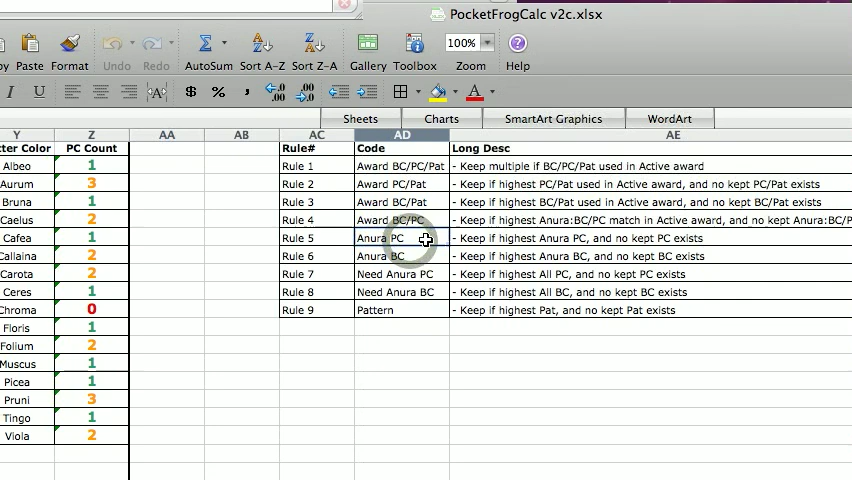 PocketFrogCalc v2c.xlsx
py Paste Format Undo Redo AutoSum Sort A-Z Sort Z-A Gallery 100% Zoom Toolbox Help
I U A $ % , .00 A
Sheets Charts SmartArt Graphics WordArt
Y Z AA AB AC AD AE
tter Color PC Count Rule# Code Long Desc
Albeo 1 Rule 1 Award BC/PC/Pat - Keep multiple if BC/PC/Pat used in Active award
Aurum 3 Rule 2 Award PC/Pat - Keep if highest PC/Pat used in Active award, and no kept PC/Pat exists
Bruna 1 Rule 3 Award BC/Pat - Keep if highest BC/Pat used in Active award, and no kept BC/Pat exists
Caelus 2 Rule 4 Award BC/PC - Keep if highest Anura:BC/PC match in Active award, and no kept Anura:BC/P
Cafea 1 Rule 5 Anura PC - Keep if highest Anura PC, and no kept PC exists
Callaina 2 Rule 6 Anura BC - Keep if highest Anura BC, and no kept BC exists
Carota 2 Rule 7 Need Anura PC - Keep if highest All PC, and no kept PC exists
Ceres 1 Rule 8 Need Anura BC - Keep if highest All BC, and no kept BC exists
Chroma 0 Rule 9 Pattern - Keep if highest Pat, and no kept Pat exists
Floris 1
Folium 2
Muscus 1
Picea 1
Pruni 3
Tingo 1
Viola 2